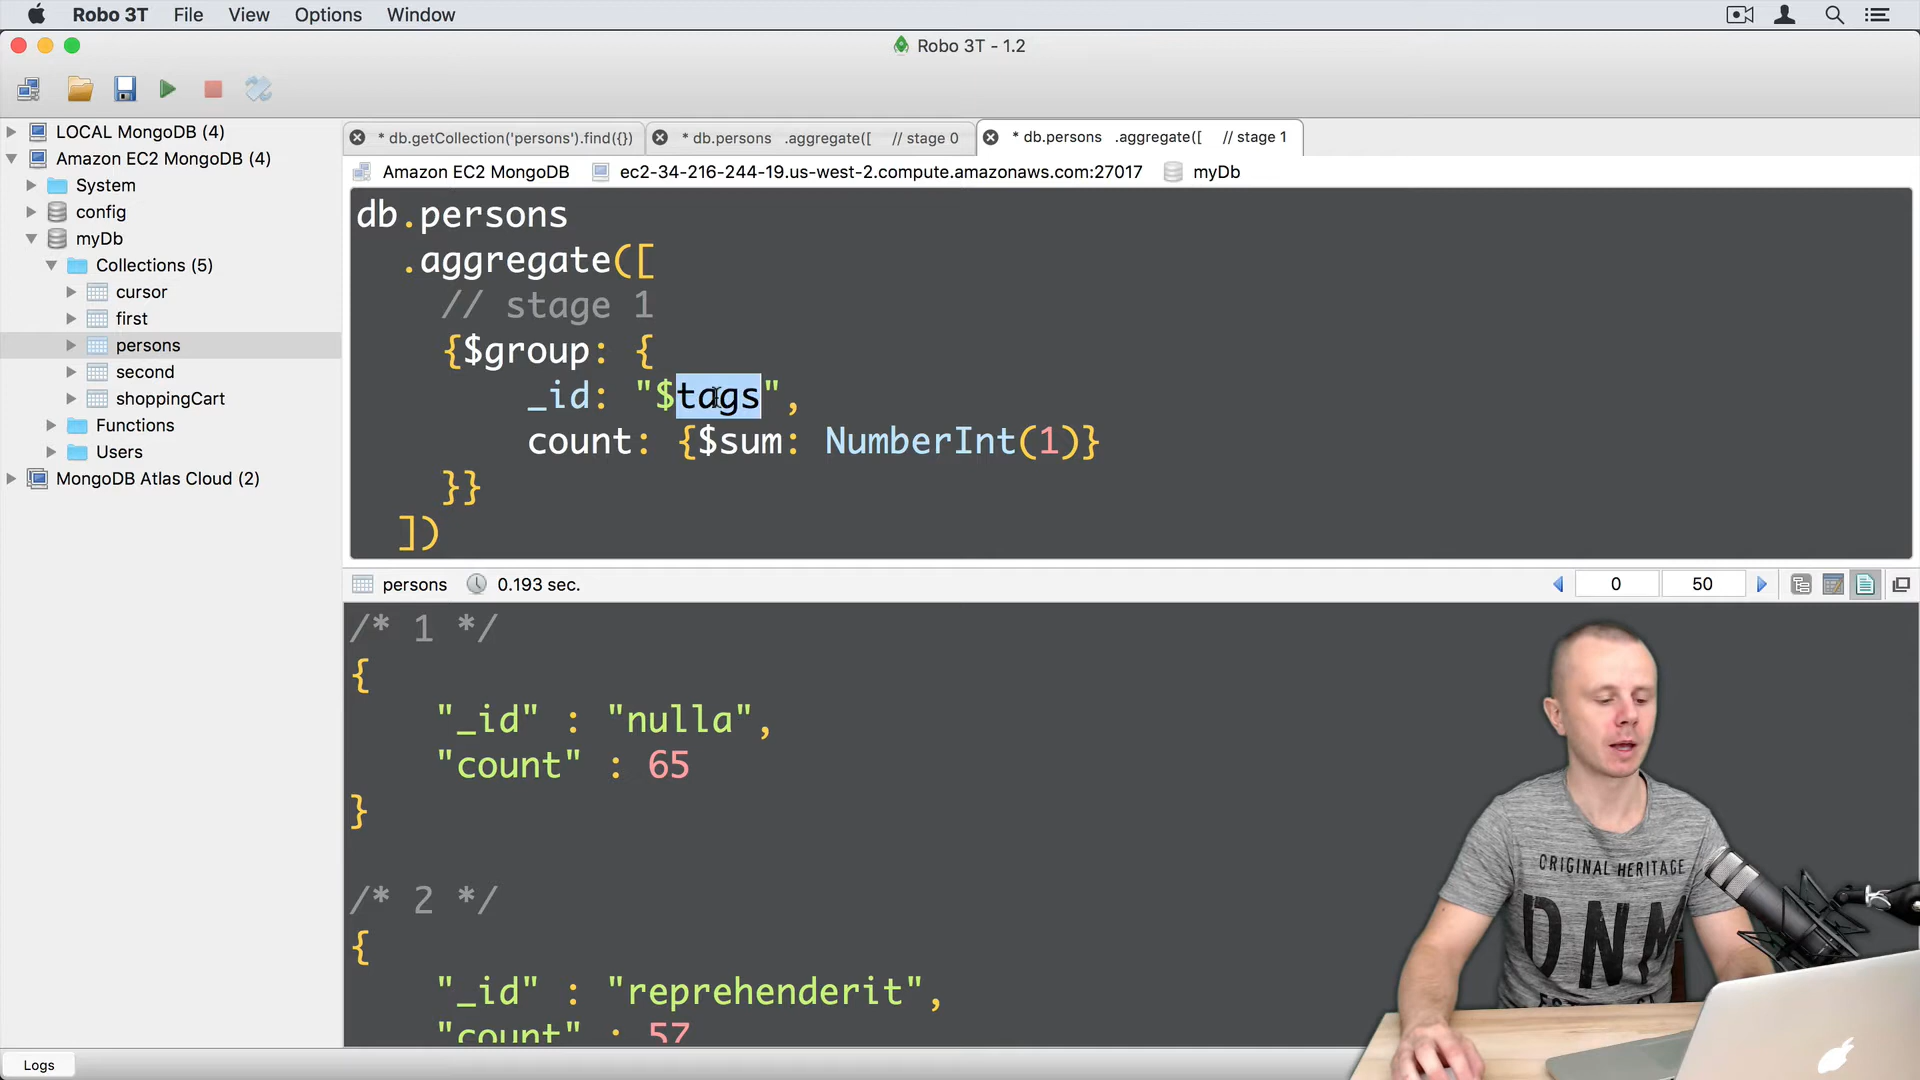 Robo 3T File View Options Window
Robo 3T - 1.2
LOCAL MongoDB (4)
Amazon EC2 MongoDB (4)
System
config
myDb
Collections (5)
cursor
first
persons
second
shoppingCart
Functions
Users
MongoDB Atlas Cloud (2)
* db.getCollection('persons').find({})
* db.persons .aggregate([ // stage 0
* db.persons .aggregate([ // stage 1
Amazon EC2 MongoDB ec2-34-216-244-19.us-west-2.compute.amazonaws.com:27017 myDb
db.persons
.aggregate([
// stage 1
{$group: {
_id: "$tags",
count: {$sum: NumberInt(1)}
}}
])
persons 0.193 sec. 0 50
/* 1 */
{
"_id" : "nulla",
"count" : 65
}
/* 2 */
{
"_id" : "reprehenderit",
"count" : 57
ORIGINAL HERITAGE
DNM
Logs